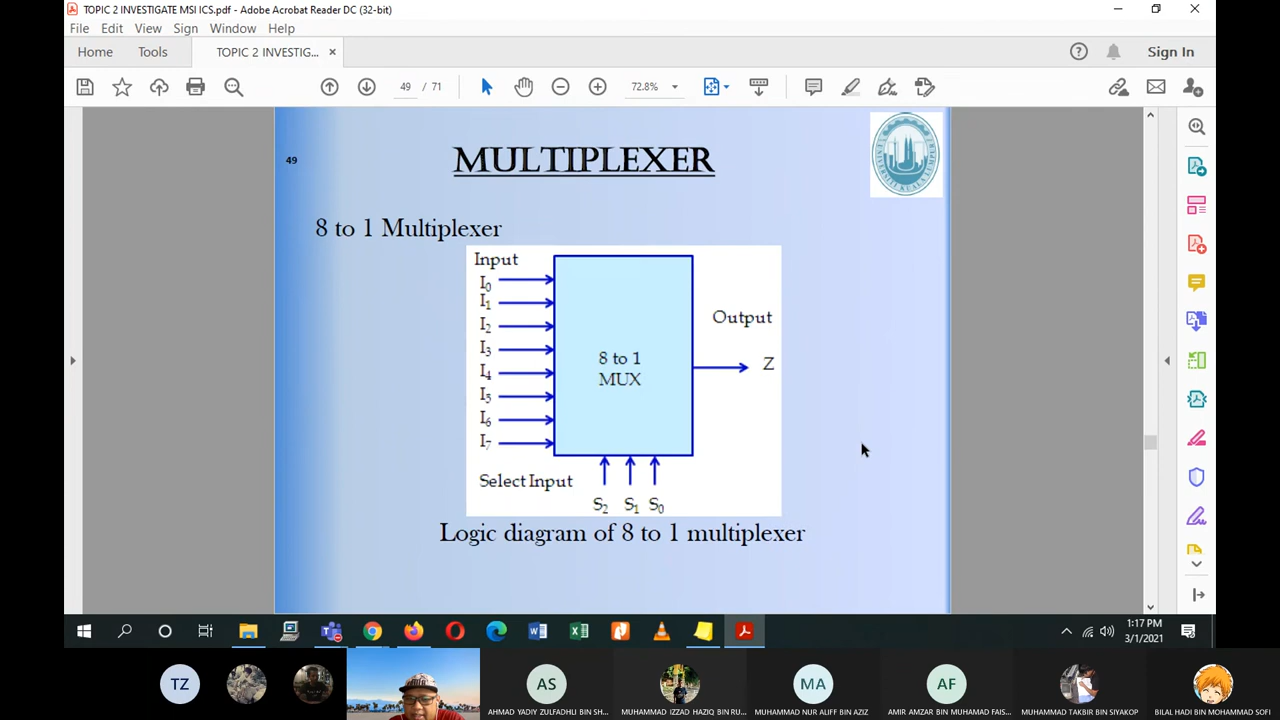 TOPIC 2 INVESTIGATE MSI ICS.pdf - Adobe Acrobat Reader DC (32-bit)
File Edit View Sign Window Help
Home Tools TOPIC 2 INVESTIG... × Sign In
49 / 71 72.8%
49
MULTIPLEXER
8 to 1 Multiplexer
Input
I0
I1
I2
I3
I4
I5
I6
I7
8 to 1
MUX
Output
Z
Select Input
S2 S1 S0
Logic diagram of 8 to 1 multiplexer
1:17 PM
3/1/2021
TZ AS MA AF
AHMAD YADIY ZULFADHLI BIN SH... MUHAMMAD IZZAD HAZIQ BIN RU... MUHAMMAD NUR ALIFF BIN AZIZ AMIR AMZAR BIN MUHAMAD FAIS... MUHAMMAD TAKBIR BIN SIYAKOP BILAL HADI BIN MOHAMMAD SOFI